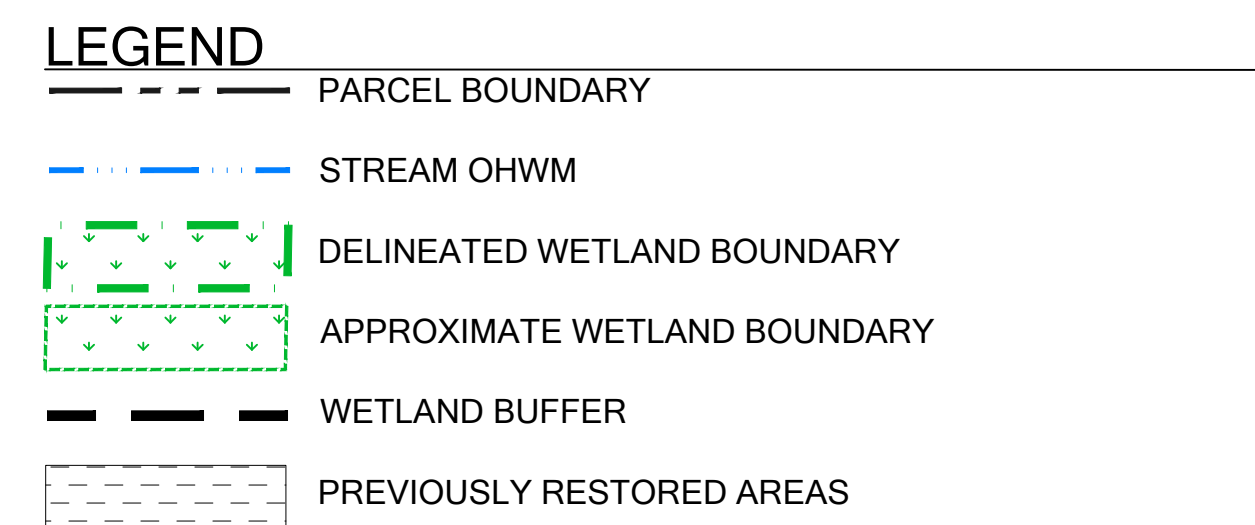 LEGEND
PARCEL BOUNDARY
STREAM OHWM
DELINEATED WETLAND BOUNDARY
APPROXIMATE WETLAND BOUNDARY
WETLAND BUFFER
PREVIOUSLY RESTORED AREAS